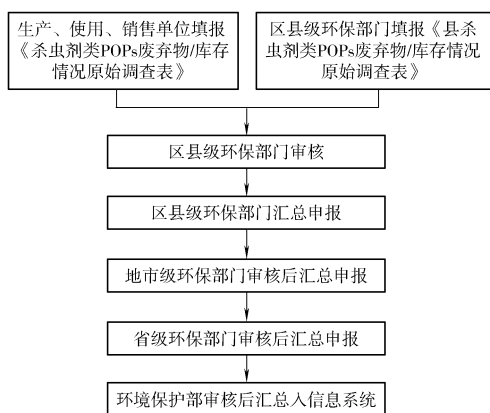 生产、使用、销售单位填报
《杀虫剂类POPs废弃物/库存
情况原始调查表》
区县级环保部门填报《县杀
虫剂类POPs废弃物/库存情况
原始调查表》
区县级环保部门审核
区县级环保部门汇总申报
地市级环保部门审核后汇总申报
省级环保部门审核后汇总申报
环境保护部审核后汇总入信息系统